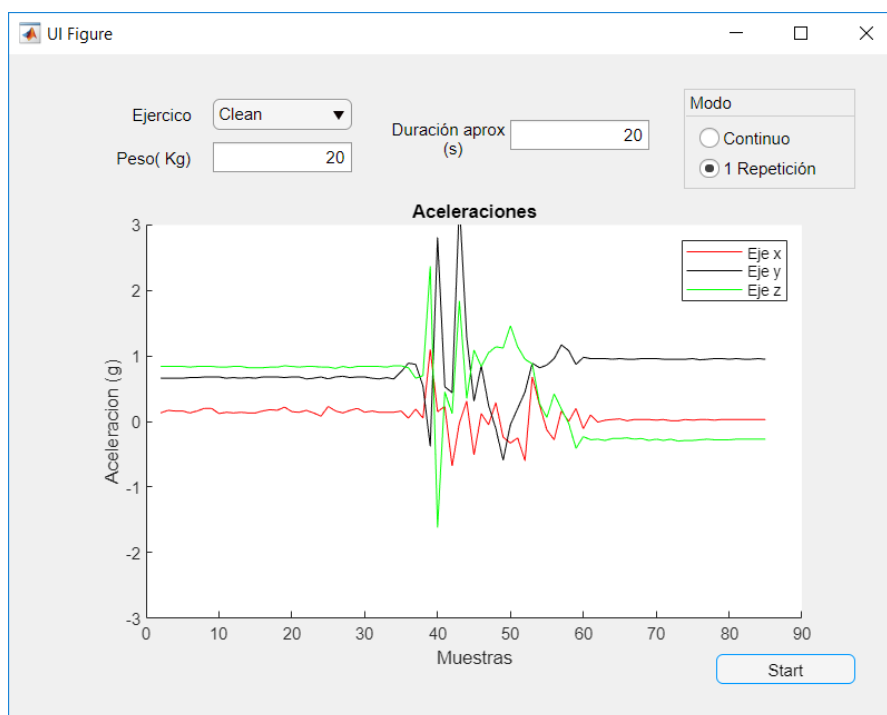 UI Figure
Ejercico
Clean
Peso( Kg)
20
Duración aprox
(s)
20
Modo
Continuo
1 Repetición
Aceleraciones
Eje x
Eje y
Eje z
Aceleracion (g)
3
2
1
0
-1
-2
-3
0 10 20 30 40 50 60 70 80 90
Muestras
Start